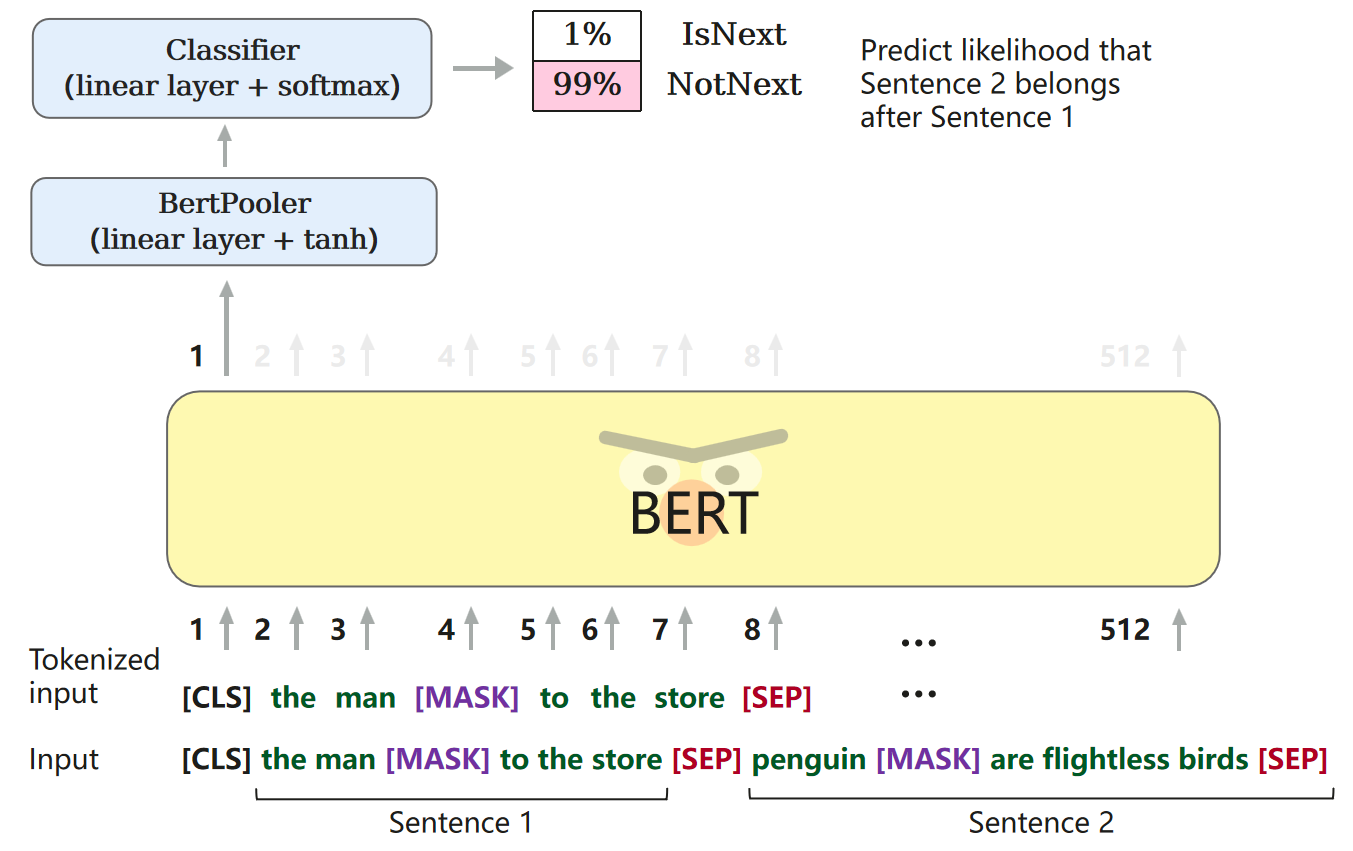 Classifier
(linear layer + softmax)
1% IsNext
99% NotNext
Predict likelihood that
Sentence 2 belongs
after Sentence 1
BertPooler
(linear layer + tanh)
1 2 3 4 5 6 7 8 512
BERT
1 2 3 4 5 6 7 8 ... 512
Tokenized
input
[CLS] the man [MASK] to the store [SEP] ...
Input [CLS] the man [MASK] to the store [SEP] penguin [MASK] are flightless birds [SEP]
Sentence 1 Sentence 2